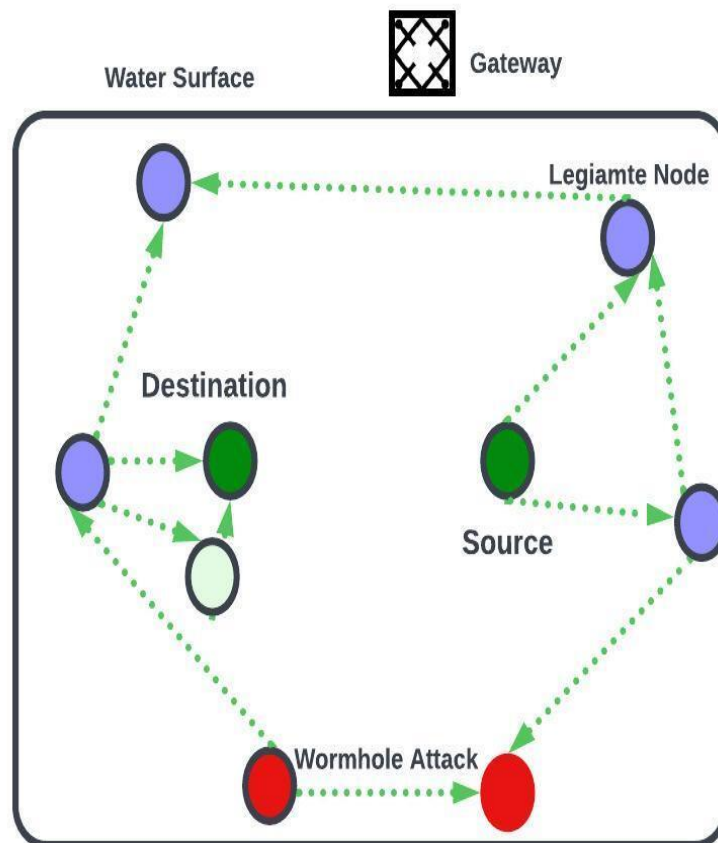 Water Surface
Gateway
Legiamte Node
Destination
Source
Wormhole Attack